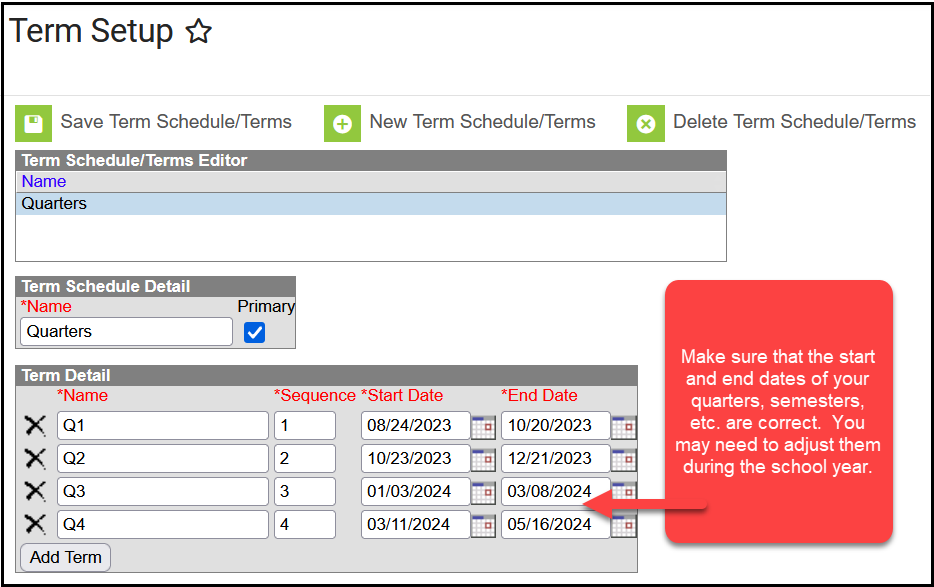 Term Setup
Save Term Schedule/Terms New Term Schedule/Terms Delete Term Schedule/Terms
Term Schedule/Terms Editor
Name
Quarters
Term Schedule Detail
*Name Primary
Quarters
Term Detail
*Name *Sequence *Start Date *End Date
Q1 1 08/24/2023 10/20/2023
Q2 2 10/23/2023 12/21/2023
Q3 3 01/03/2024 03/08/2024
Q4 4 03/11/2024 05/16/2024
Add Term
Make sure that the start
and end dates of your
quarters, semesters,
etc. are correct.  You
may need to adjust them
during the school year.